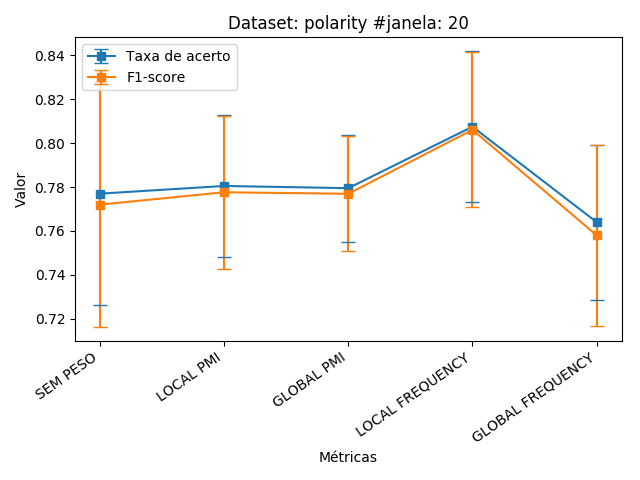 Dataset: polarity #janela: 20
Taxa de acerto
F1-score
Valor
0.84
0.82
0.80
0.78
0.76
0.74
0.72
SEM PESO
LOCAL PMI
GLOBAL PMI
LOCAL FREQUENCY
GLOBAL FREQUENCY
Métricas